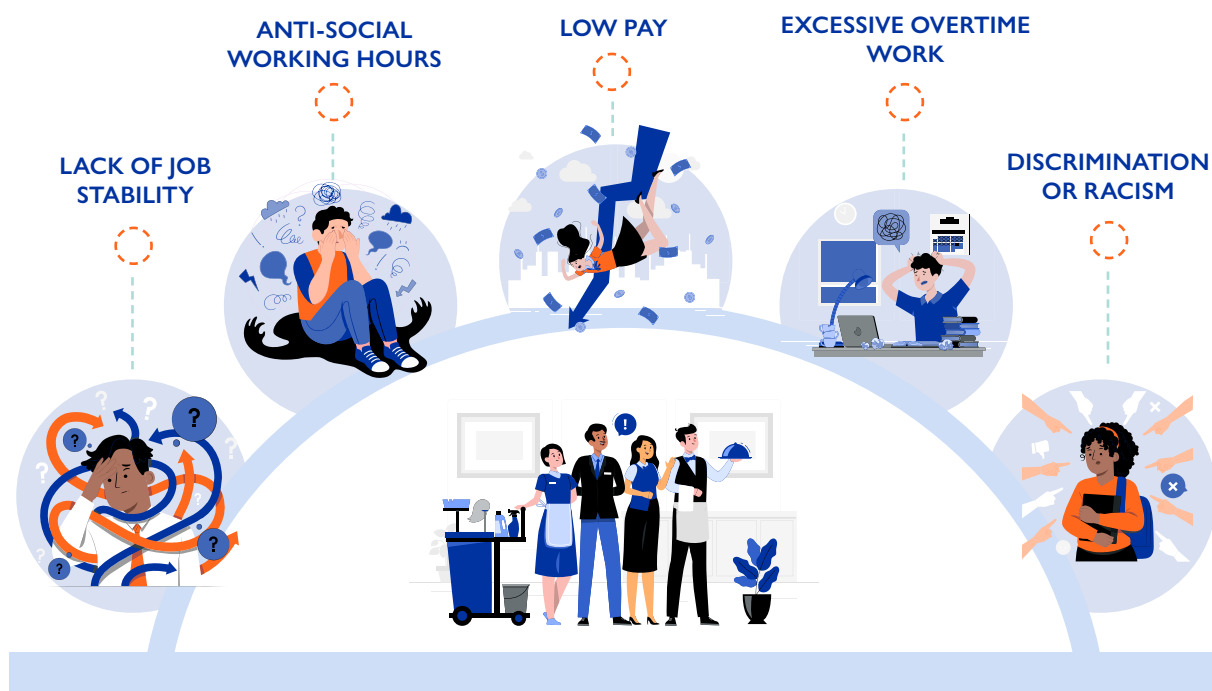 LACK OF JOB
STABILITY
ANTI-SOCIAL
WORKING HOURS
LOW PAY
EXCESSIVE OVERTIME
WORK
DISCRIMINATION
OR RACISM